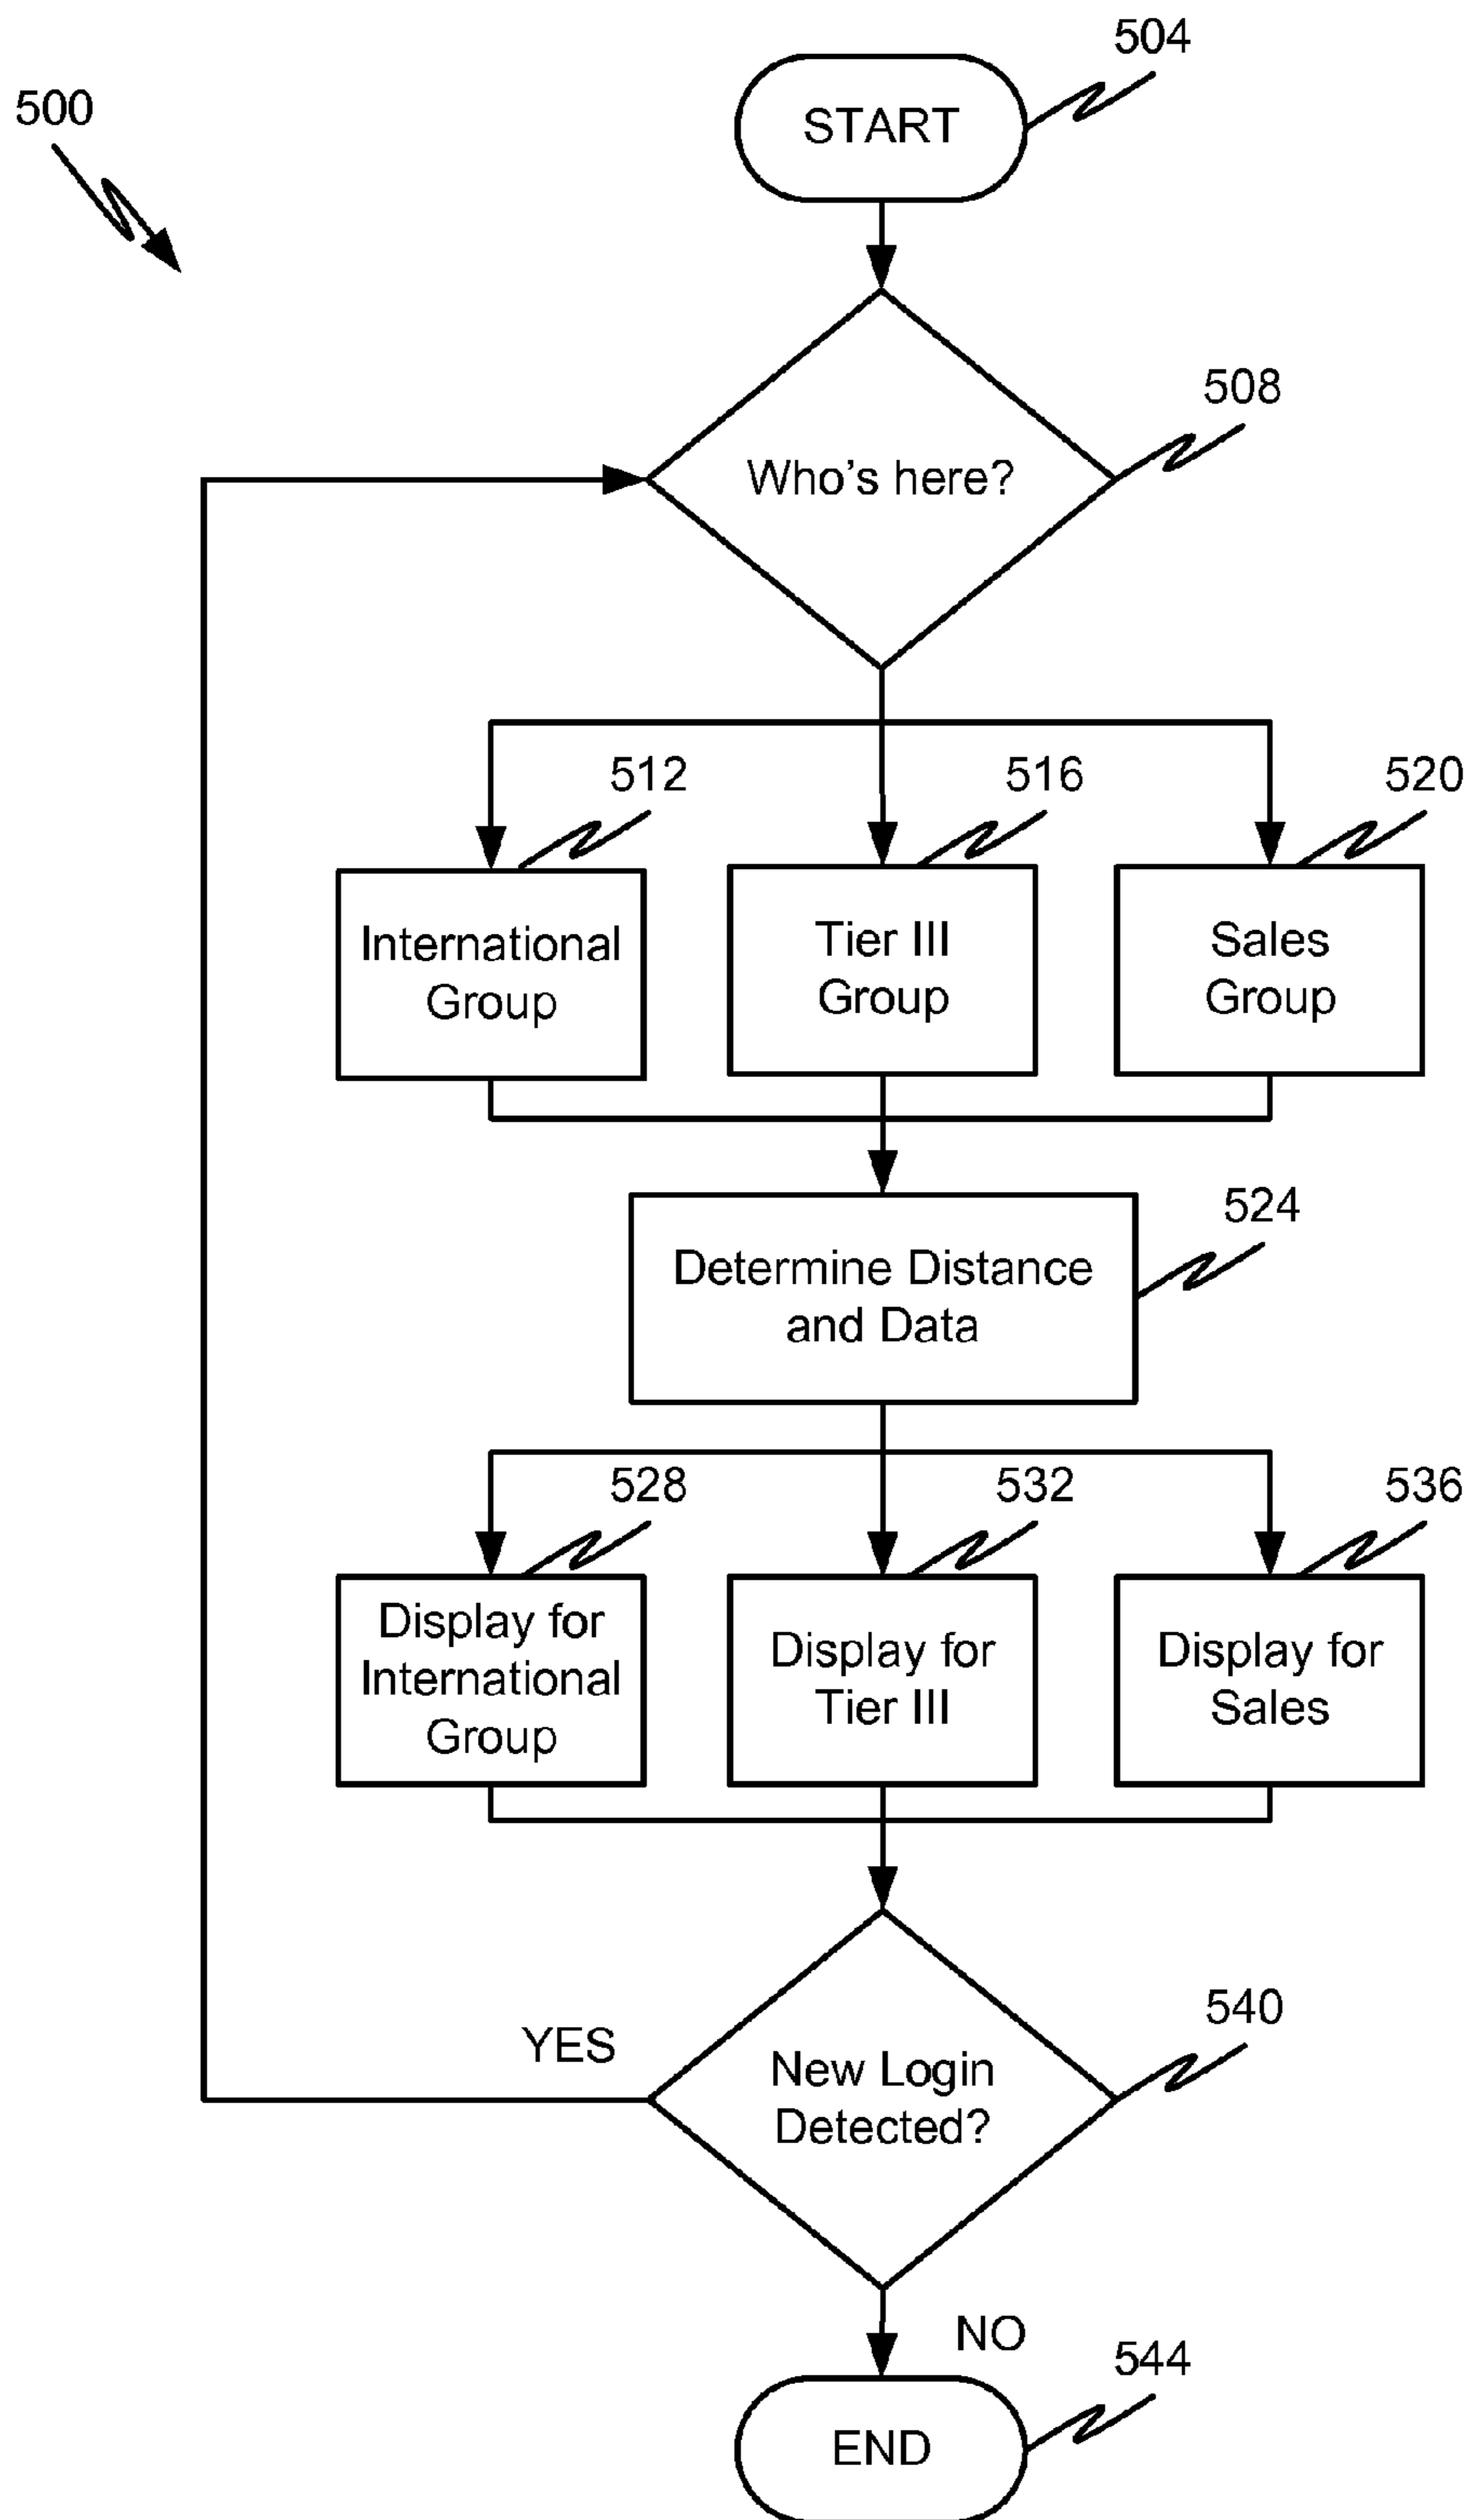 504
500
START
508
Who's here?
512
516
520
International
Group
Tier III
Group
Sales
Group
524
Determine Distance
and Data
528
532
536
Display for
International
Group
Display for
Tier III
Display for
Sales
540
YES
New Login
Detected?
NO
544
END